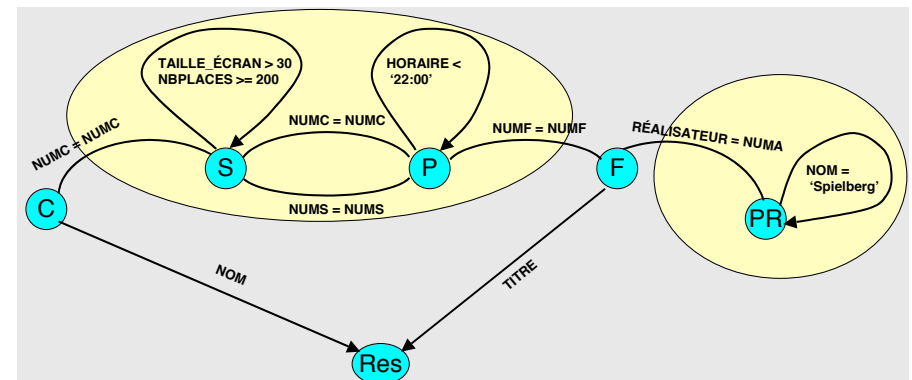 TAILLE_ÉCRAN > 30
NBPLACES >= 200
HORAIRE <
‘22:00’
NUMC = NUMC
NUMC = NUMC
NUMF = NUMF
RÉALISATEUR = NUMA
NOM =
‘Spielberg’
S
P
F
C
PR
NUMS = NUMS
NOM
TITRE
Res